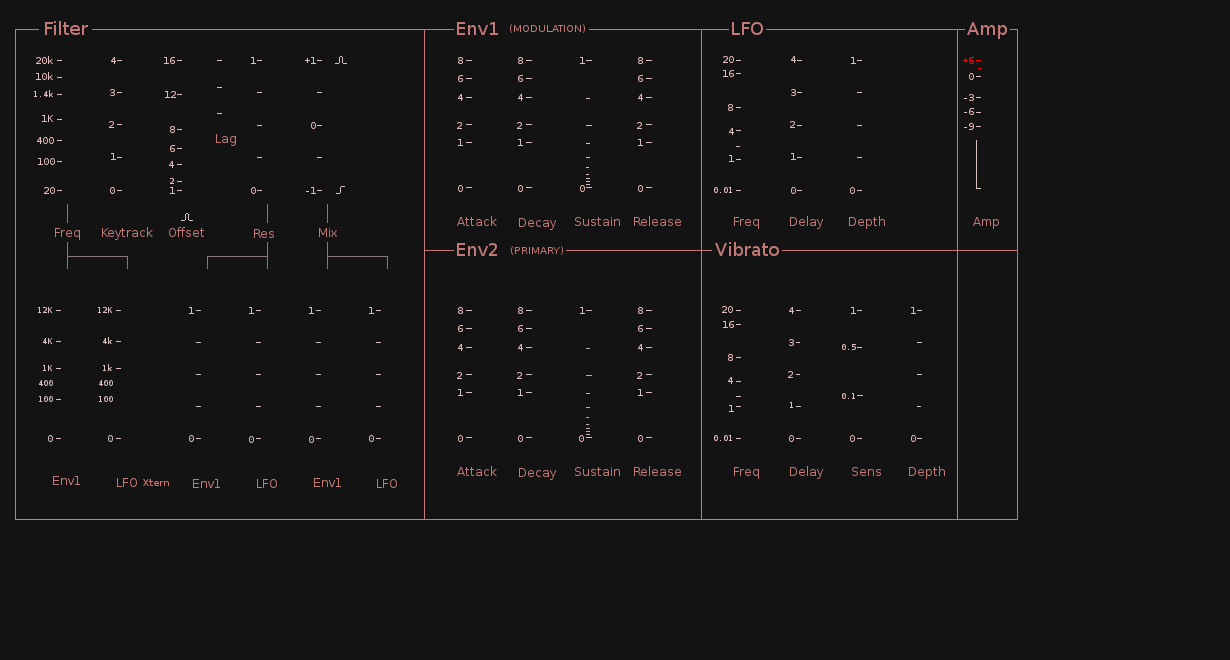 Filter
Env1 (MODULATION)
LFO
Amp
20k 4 16 1 +1 8 8 1 8 20 4 1 +6
10k 6 6 6 16 0
1.4k 3 12 4 4 4 3 -3
1K 8 -6
400 2 8 0 2 2 2 4 2 -9
100 6 1 1 1
1 4 1 1
2
20 0 1 0 -1 0 0 0 0 0.01 0 0
Freq Keytrack Offset Lag Res Mix
Attack Decay Sustain Release
Freq Delay Depth
Amp
Env2 (PRIMARY)
Vibrato
12K 12K 1 1 1 1 8 8 1 8 20 4 1 1
6 6 6 16
4K 4k 4 4 4 3 0.5
1K 1k 8
400 400 2 2 2 4 2
100 100 1 1 1 0.1
1 1
0 0 0 0 0 0 0 0 0 0 0.01 0 0 0
Env1 LFO Xtern Env1 LFO Env1 LFO
Attack Decay Sustain Release
Freq Delay Sens Depth